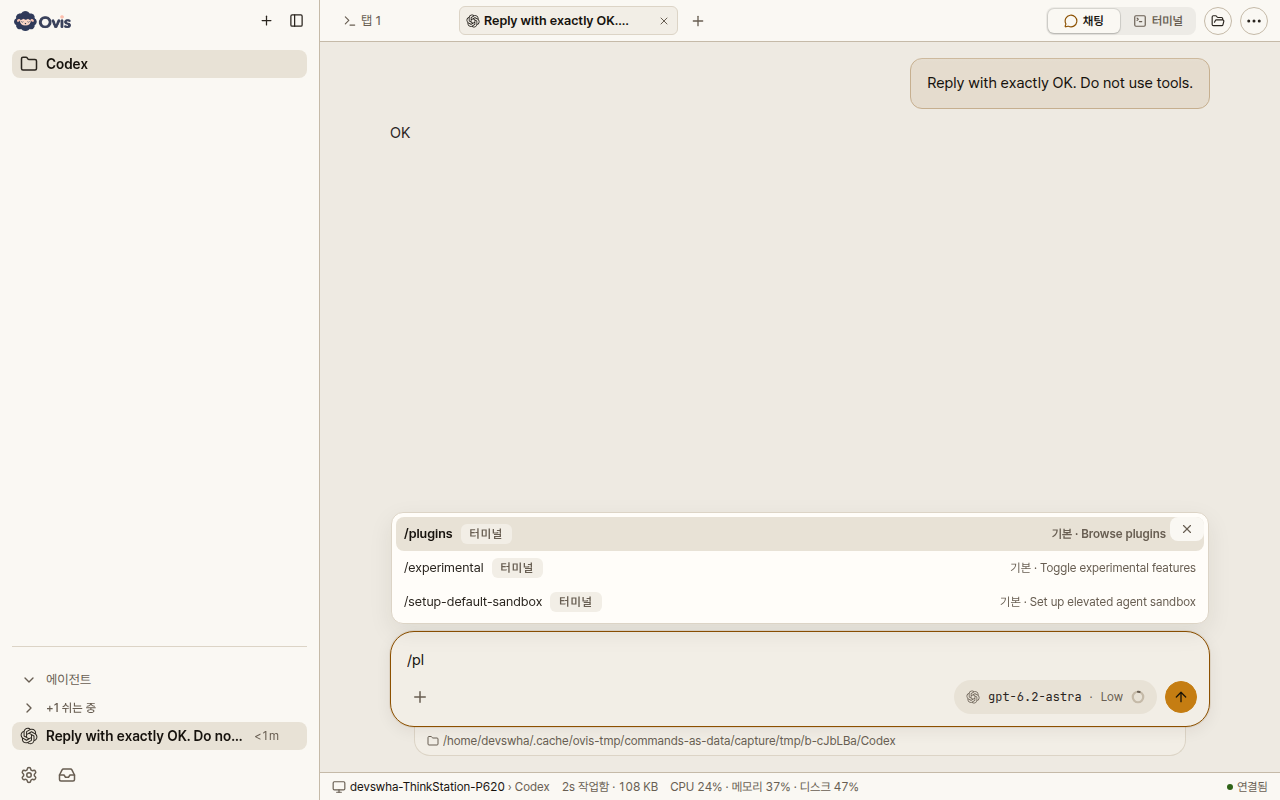 Ovis
Codex
탭 1
Reply with exactly OK....
채팅
터미널
Reply with exactly OK. Do not use tools.
OK
/plugins 터미널 기본 · Browse plugins
/experimental 터미널 기본 · Toggle experimental features
/setup-default-sandbox 터미널 기본 · Set up elevated agent sandbox
/pl
gpt-6.2-astra · Low
/home/devswha/.cache/ovis-tmp/commands-as-data/capture/tmp/b-cJbLBa/Codex
에이전트
+1 쉬는 중
Reply with exactly OK. Do no... <1m
devswha-ThinkStation-P620 › Codex 2s 작업함 · 108 KB CPU 24% · 메모리 37% · 디스크 47%
연결됨